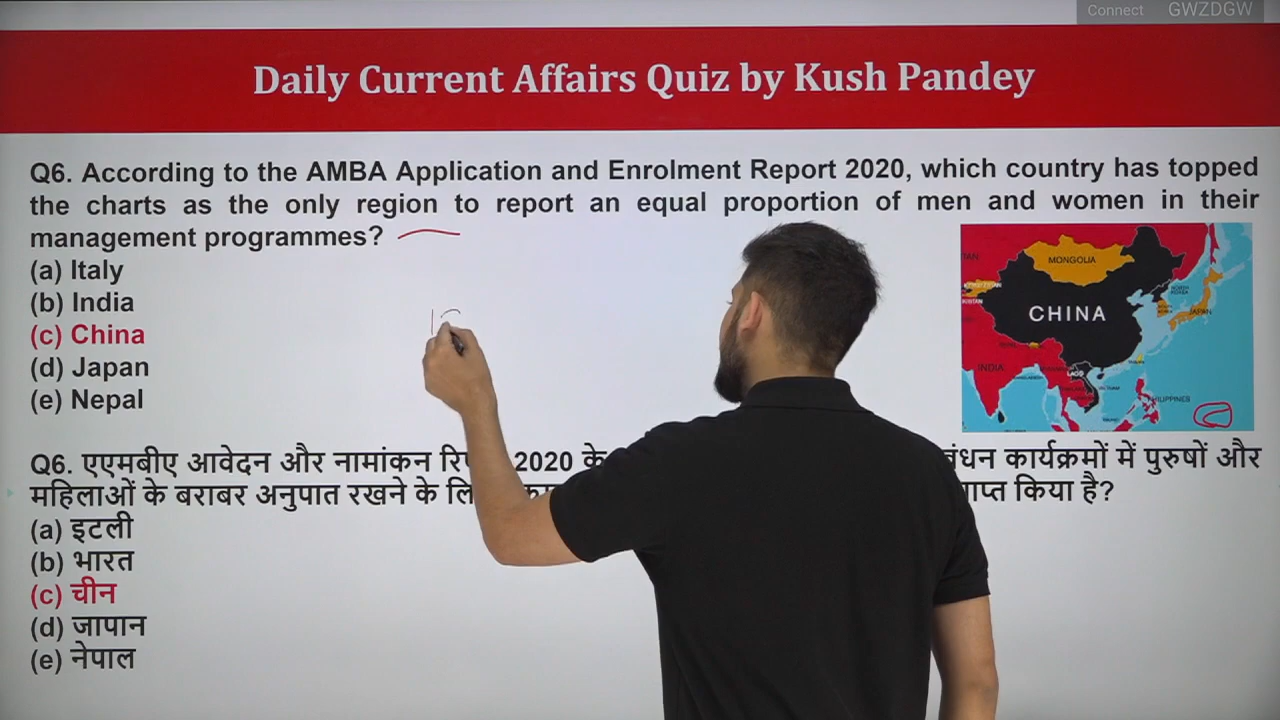 Connect GWZDGW
Daily Current Affairs Quiz by Kush Pandey
Q6. According to the AMBA Application and Enrolment Report 2020, which country has topped
the charts as the only region to report an equal proportion of men and women in their
management programmes?
(a) Italy
(b) India
(c) China
(d) Japan
(e) Nepal
MONGOLIA
CHINA
JAPAN
INDIA
LAOS
PHILIPPINES
Q6. एएमबीए आवेदन और नामांकन 2020 के कार्यक्रमों में पुरुषों और
महिलाओं के बराबर अनुपात रखने के किया है?
(a) इटली
(b) भारत
(c) चीन
(d) जापान
(e) नेपाल